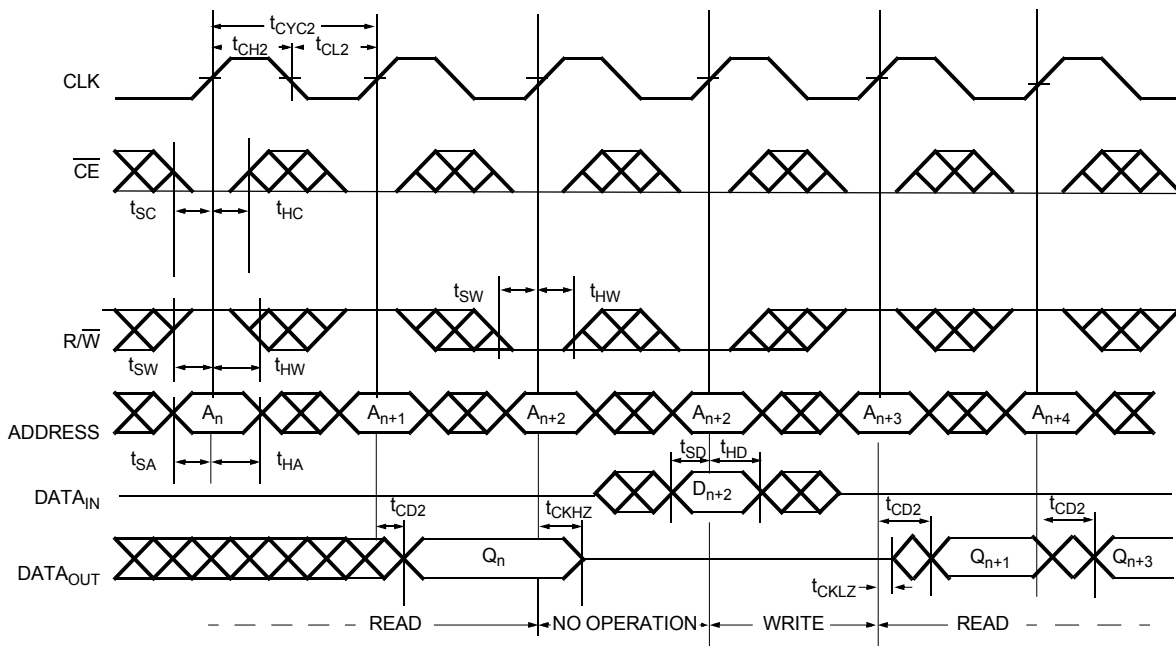 tCYC2
tCH2 tCL2
CLK
CE
tSC tHC
tSW tHW
R/W
tSW tHW
An An+1 An+2 An+2 An+3 An+4
ADDRESS
tSA tHA tSD tHD
DATAIN Dn+2
tCD2 tCKHZ tCD2 tCD2
Qn Qn+1 Qn+3
DATAOUT
tCKLZ
READ NO OPERATION WRITE READ